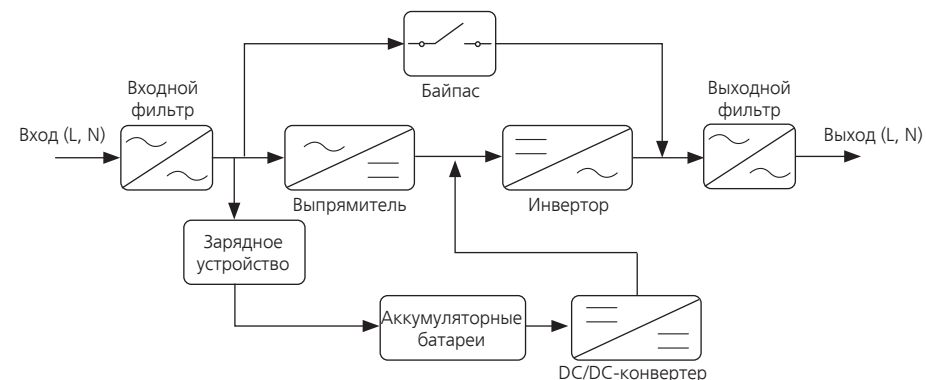 Байпас
Входной
фильтр
Выходной
фильтр
Вход (L, N)
Выход (L, N)
Выпрямитель
Инвертор
Зарядное
устройство
Аккумуляторные
батареи
DC/DC-конвертер